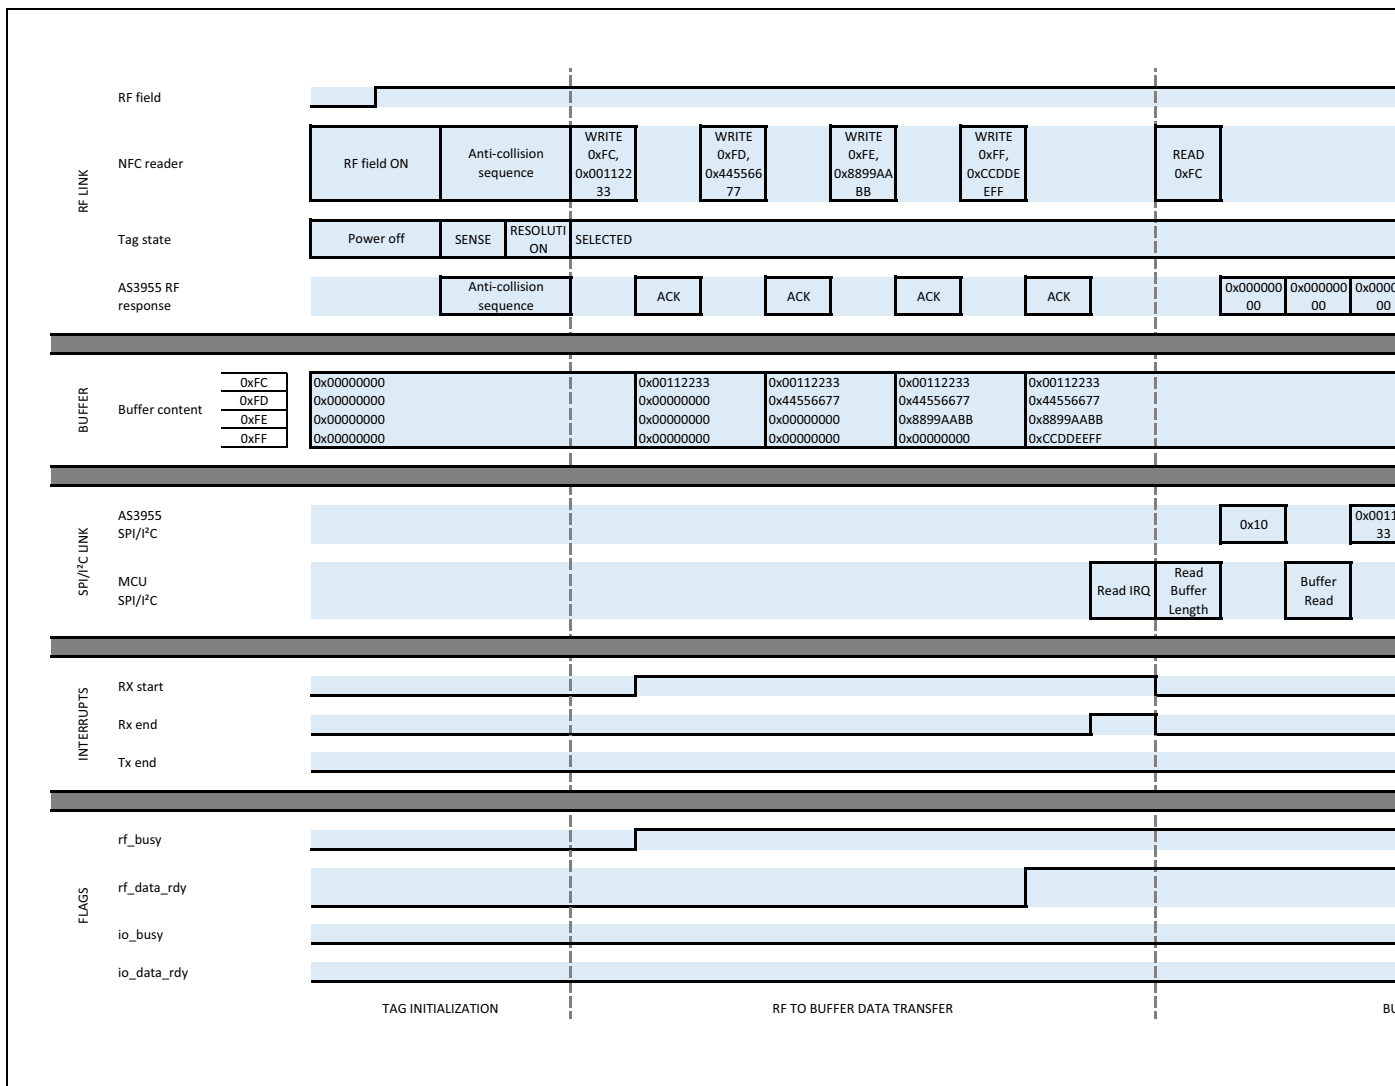 RF field
RF LINK
NFC reader
RF field ON
Anti-collision
sequence
WRITE
0xFC,
0x001122
33
WRITE
0xFD,
0x445566
77
WRITE
0xFE,
0x8899AA
BB
WRITE
0xFF,
0xCCDDE
EFF
READ
0xFC
Tag state
Power off
SENSE
RESOLUTI
ON
SELECTED
AS3955 RF
response
Anti-collision
sequence
ACK
ACK
ACK
ACK
0x000000
00
0x000000
00
0x0000
00
BUFFER
Buffer content
0xFC
0xFD
0xFE
0xFF
0x00000000
0x00000000
0x00000000
0x00000000
0x00112233
0x00000000
0x00000000
0x00000000
0x00112233
0x44556677
0x00000000
0x00000000
0x00112233
0x44556677
0x8899AABB
0x00000000
0x00112233
0x44556677
0x8899AABB
0xCCDDEEFF
SPI/I²C LINK
AS3955
SPI/I²C
0x10
0x0011
33
MCU
SPI/I²C
Read IRQ
Read
Buffer
Length
Buffer
Read
INTERRUPTS
RX start
Rx end
Tx end
FLAGS
rf_busy
rf_data_rdy
io_busy
io_data_rdy
TAG INITIALIZATION
RF TO BUFFER DATA TRANSFER
BU